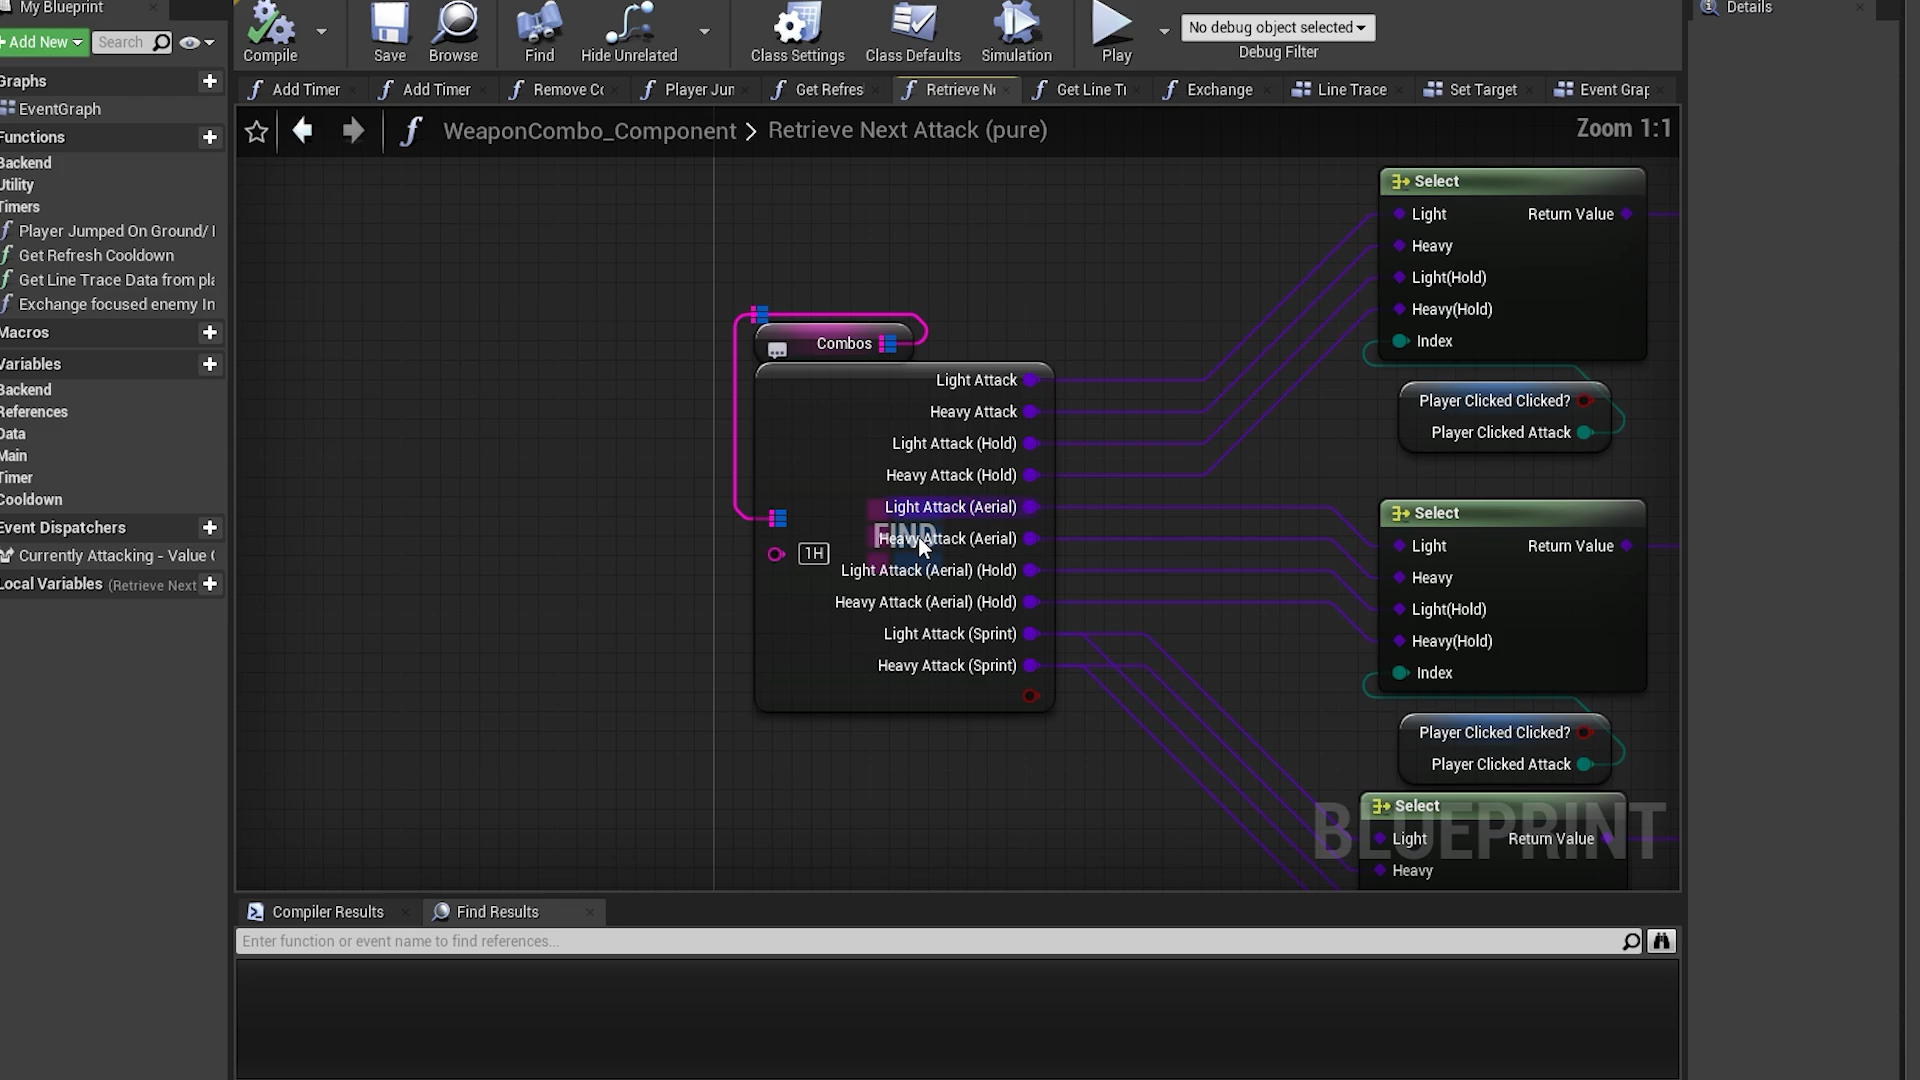 My Blueprint
Details
Add New
Search
Compile
Save
Browse
Find
Hide Unrelated
Class Settings
Class Defaults
Simulation
Play
No debug object selected
Debug Filter
Add Timer
Add Timer
Remove Co
Player Jun
Get Refres
Retrieve N
Get Line Tr
Exchange
Line Trace
Set Target
Event Grap
WeaponCombo_Component > Retrieve Next Attack (pure)
Zoom 1:1
Graphs
EventGraph
Functions
Backend
Utility
Timers
Player Jumped On Ground/
Get Refresh Cooldown
Get Line Trace Data from pla
Exchange focused enemy In
Macros
Variables
Backend
References
Data
Main
Timer
Cooldown
Event Dispatchers
Currently Attacking - Value (
Local Variables (Retrieve Next
Combos
Light Attack
Heavy Attack
Light Attack (Hold)
Heavy Attack (Hold)
Light Attack (Aerial)
FIND
Heavy Attack (Aerial)
1H
Light Attack (Aerial) (Hold)
Heavy Attack (Aerial) (Hold)
Light Attack (Sprint)
Heavy Attack (Sprint)
Select
Light Return Value
Heavy
Light(Hold)
Heavy(Hold)
Index
Player Clicked Clicked?
Player Clicked Attack
Select
Light Return Value
Heavy
Light(Hold)
Heavy(Hold)
Index
Player Clicked Clicked?
Player Clicked Attack
Select
Light Return Value
Heavy
BLUEPRINT
Compiler Results
Find Results
Enter function or event name to find references...